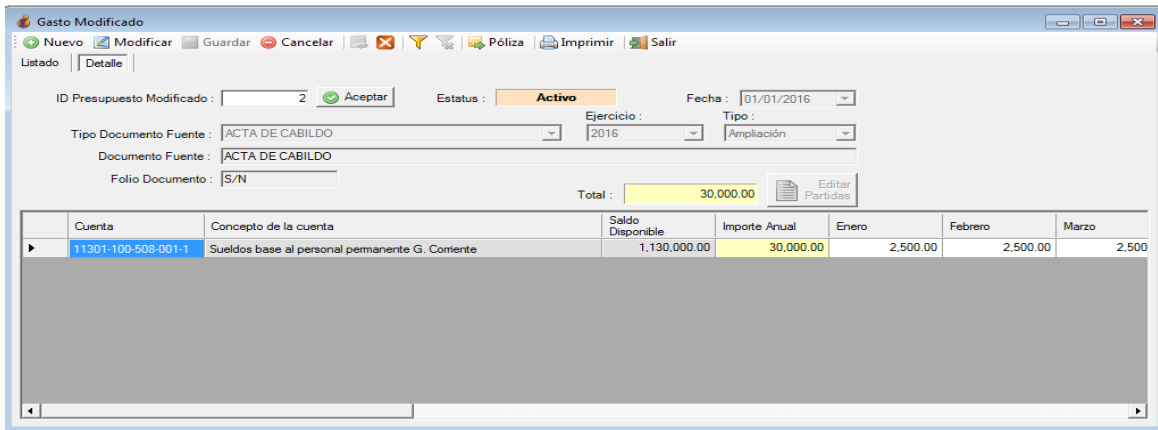 Gasto Modificado
Nuevo Modificar Guardar Cancelar Póliza Imprimir Salir
Listado Detalle
ID Presupuesto Modificado : 2 Aceptar Estatus : Activo Fecha : 01/01/2016
Ejercicio : Tipo :
Tipo Documento Fuente : ACTA DE CABILDO 2016 Ampliación
Documento Fuente : ACTA DE CABILDO
Folio Documento : S/N
Total : 30,000.00 Editar Partidas
Cuenta Concepto de la cuenta Saldo Disponible Importe Anual Enero Febrero Marzo
11301-100-508-001-1 Sueldos base al personal permanente G. Corriente 1,130,000.00 30,000.00 2,500.00 2,500.00 2,500